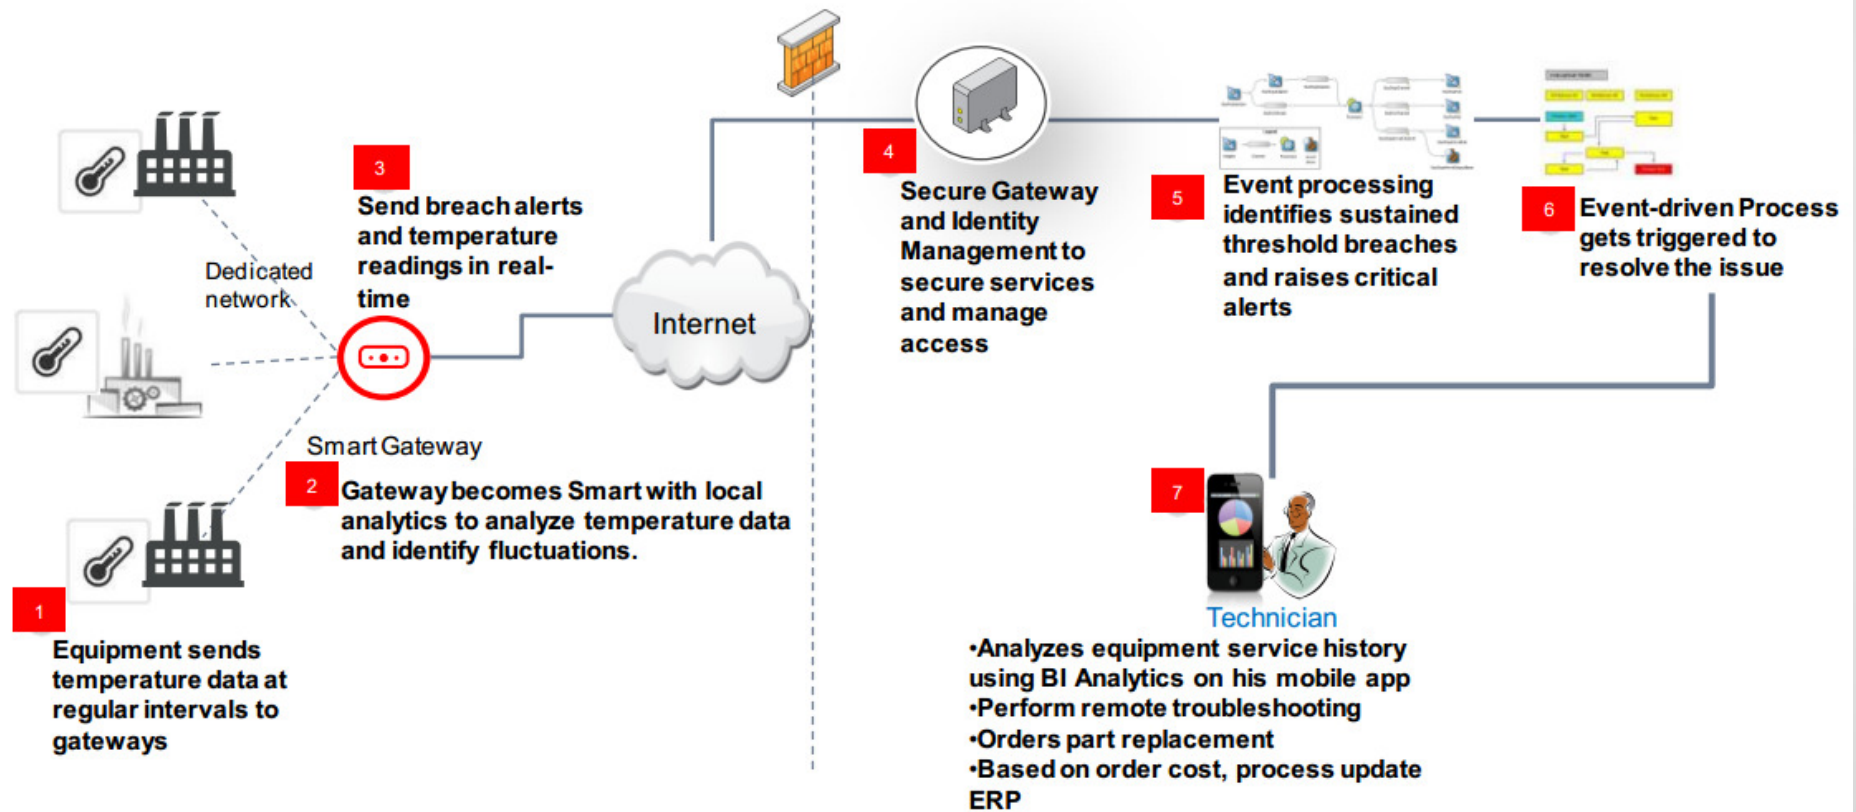 Dedicated
network
3
Send breach alerts
and temperature
readings in real-
time
Internet
Smart Gateway
2
Gateway becomes Smart with local
analytics to analyze temperature data
and identify fluctuations.
1
Equipment sends
temperature data at
regular intervals to
gateways
4
Secure Gateway
and Identity
Management to
secure services
and manage
access
5
Event processing
identifies sustained
threshold breaches
and raises critical
alerts
6
Event-driven Process
gets triggered to
resolve the issue
7
Technician
•Analyzes equipment service history
using BI Analytics on his mobile app
•Perform remote troubleshooting
•Orders part replacement
•Based on order cost, process update
ERP